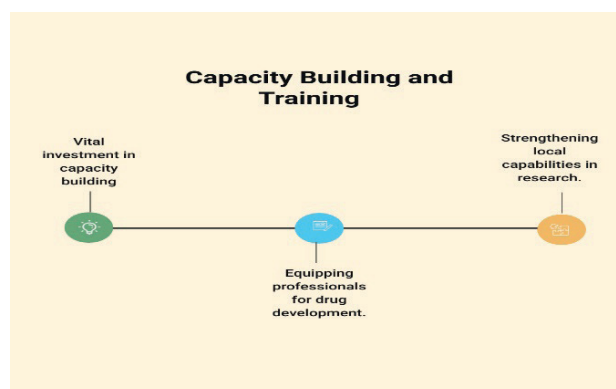 Capacity Building and
Training
Vital
investment in
capacity
building
Equipping
professionals
for drug
development.
Strengthening
local
capabilities in
research.